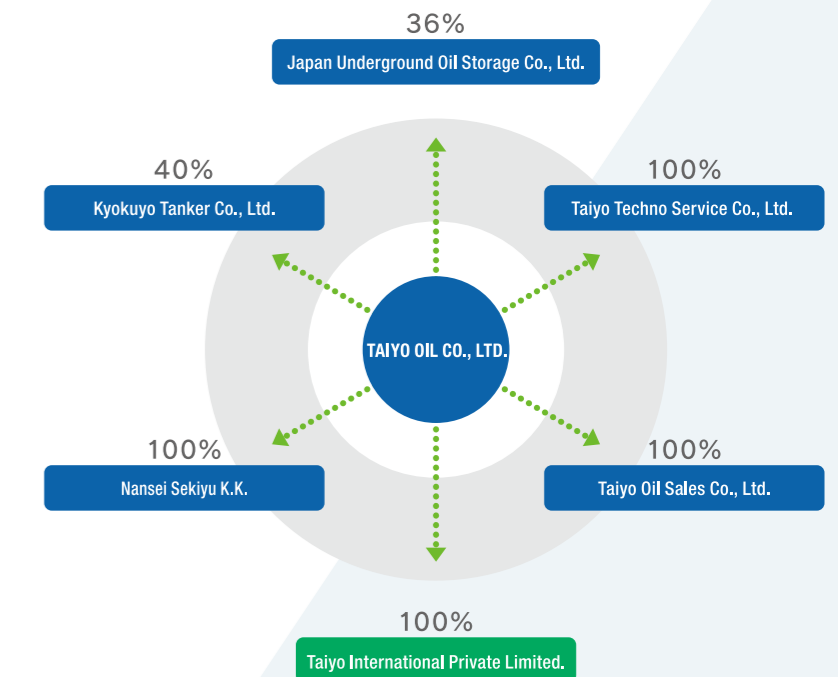 36%
Japan Underground Oil Storage Co., Ltd.
40%
Kyokuyo Tanker Co., Ltd.
100%
Taiyo Techno Service Co., Ltd.
TAIYO OIL CO., LTD.
100%
Nansei Sekiyu K.K.
100%
Taiyo Oil Sales Co., Ltd.
100%
Taiyo International Private Limited.